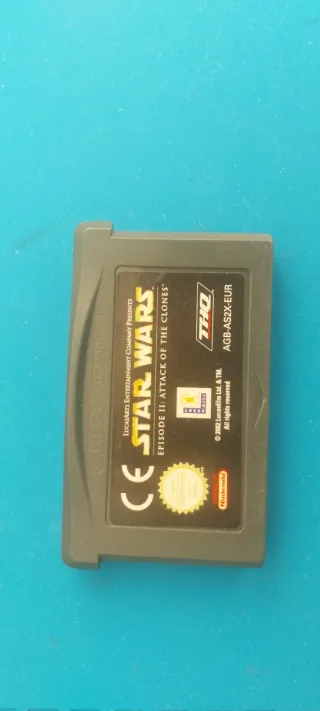 LucasArts Entertainment Company Presents
STAR WARS
EPISODE II: ATTACK OF THE CLONES
CE
THQ
© 2002 Lucasfilm Ltd. & TM.
All rights reserved
AGB-AS2X-EUR
Nintendo